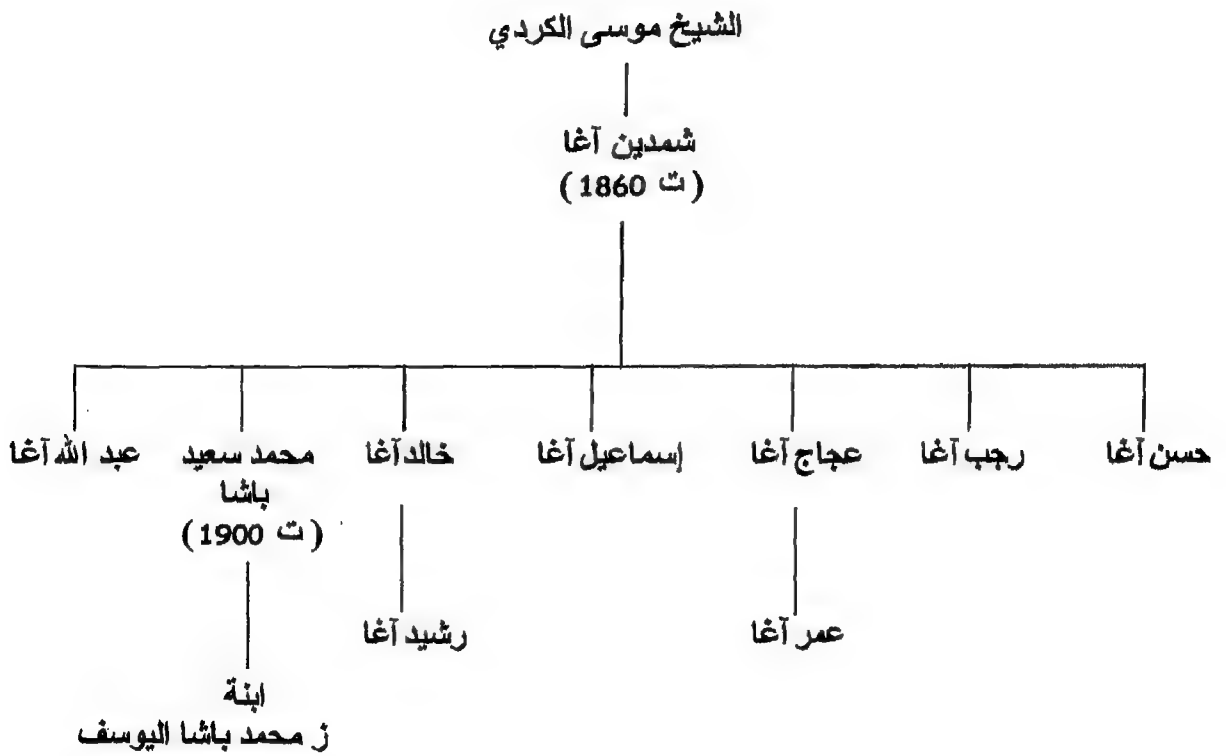 الشيخ موسى الكردي
شمدين آغا
(ت 1860)
حسن آغا
رجب آغا
عجاج آغا
إسماعيل آغا
خالد آغا
محمد سعيد
باشا
(ت 1900)
عبد الله آغا
عمر آغا
رشيد آغا
ابنة
ز محمد باشا اليوسف